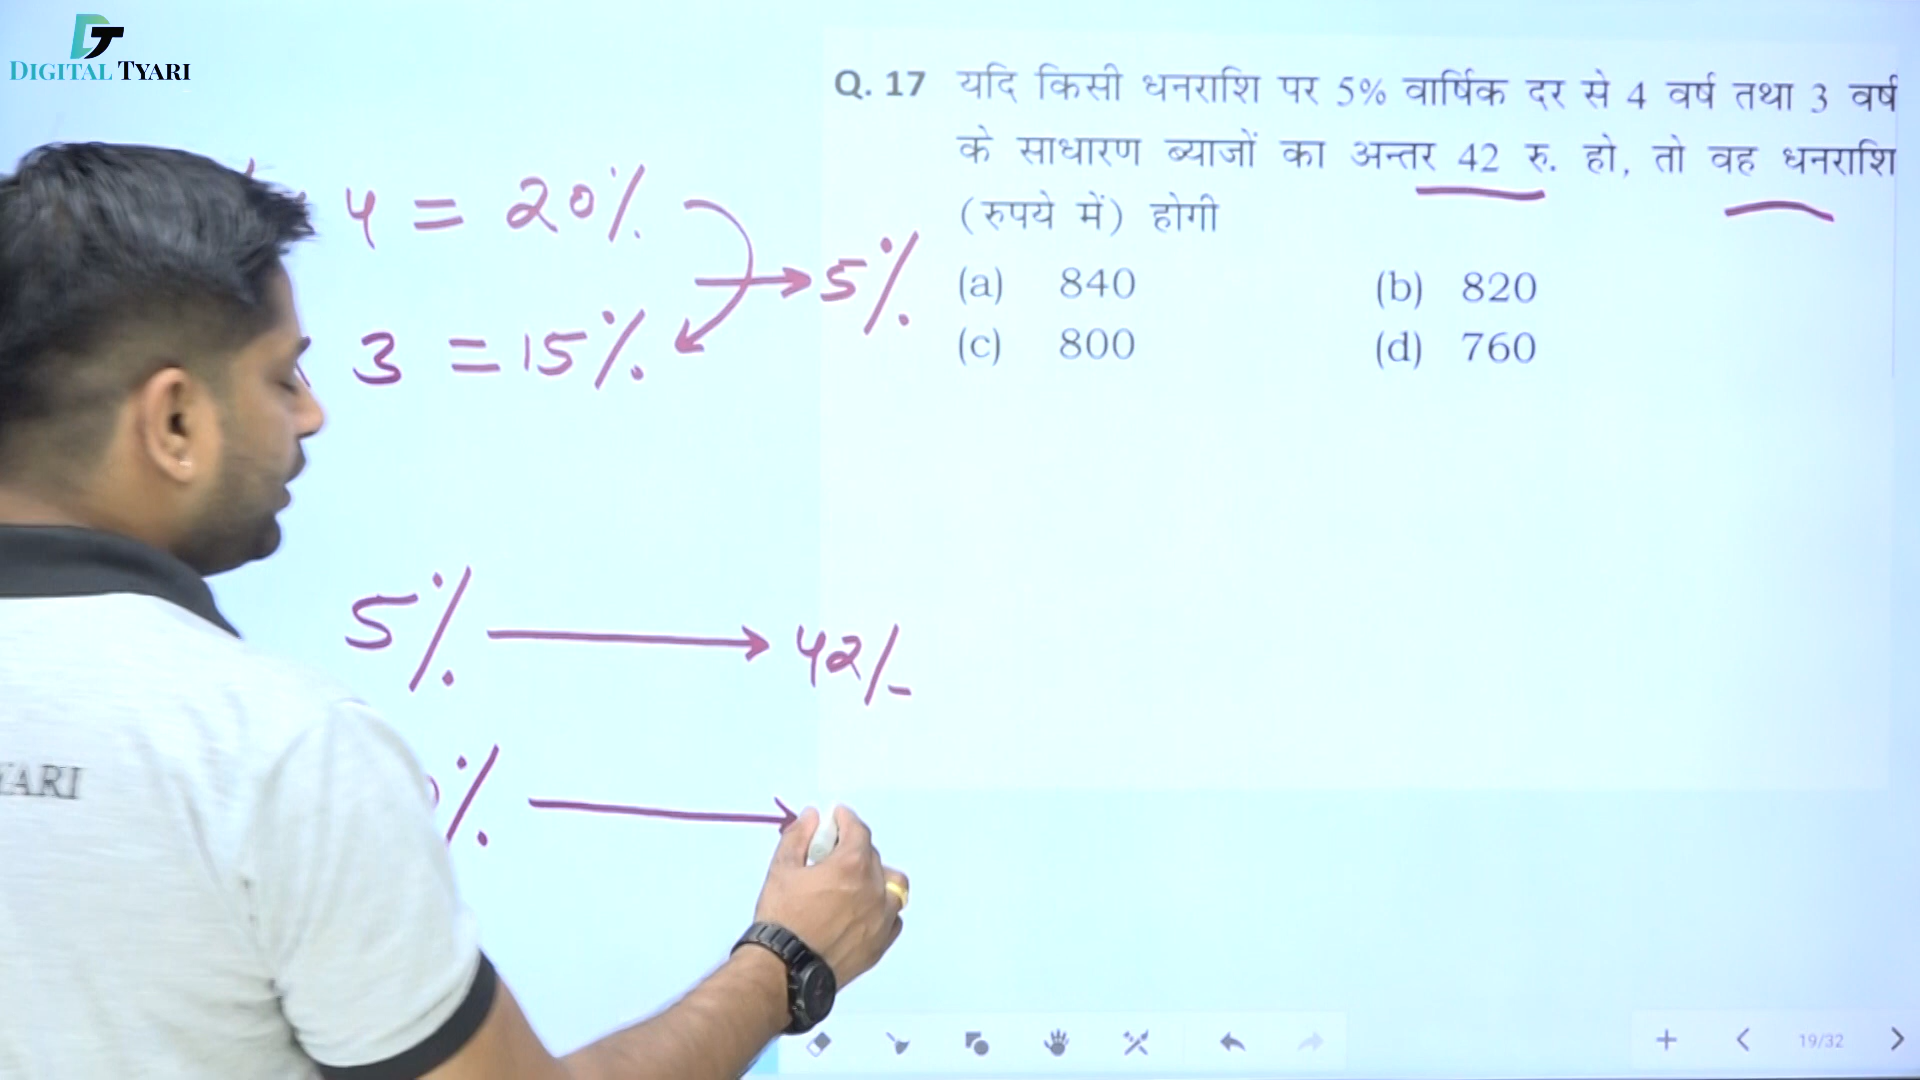 DIGITAL TYARI
Q. 17 यदि किसी धनराशि पर 5% वार्षिक दर से 4 वर्ष तथा 3 वर्ष
के साधारण ब्याजों का अन्तर 42 रु. हो, तो वह धनराशि
(रुपये में) होगी
(a) 840 (b) 820
(c) 800 (d) 760
4 = 20%
5%
3 = 15%
5% 42/-
%
YARI
19/32